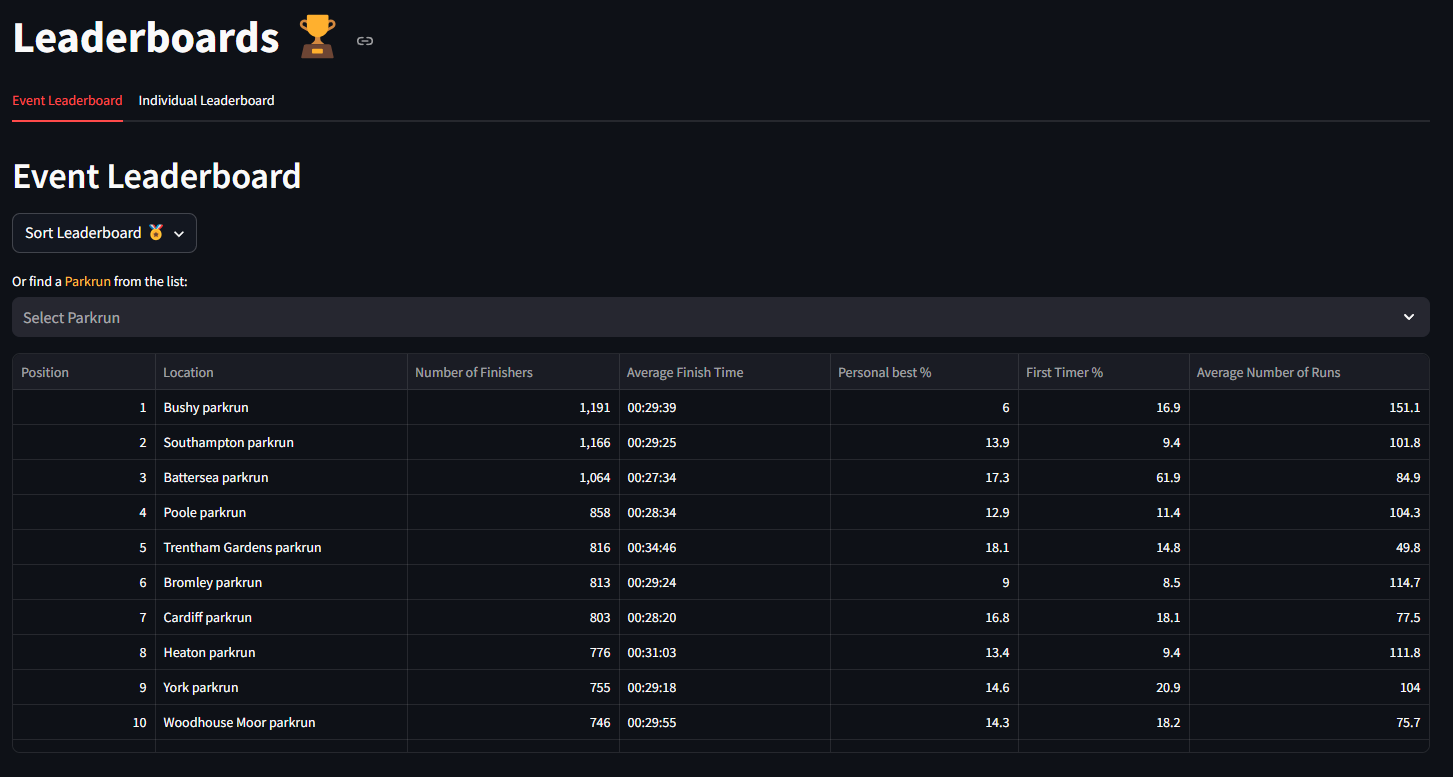 Leaderboards
Event Leaderboard Individual Leaderboard
Event Leaderboard
Sort Leaderboard
Or find a Parkrun from the list:
Select Parkrun
Position Location Number of Finishers Average Finish Time Personal best % First Timer % Average Number of Runs
1 Bushy parkrun 1,191 00:29:39 6 16.9 151.1
2 Southampton parkrun 1,166 00:29:25 13.9 9.4 101.8
3 Battersea parkrun 1,064 00:27:34 17.3 61.9 84.9
4 Poole parkrun 858 00:28:34 12.9 11.4 104.3
5 Trentham Gardens parkrun 816 00:34:46 18.1 14.8 49.8
6 Bromley parkrun 813 00:29:24 9 8.5 114.7
7 Cardiff parkrun 803 00:28:20 16.8 18.1 77.5
8 Heaton parkrun 776 00:31:03 13.4 9.4 111.8
9 York parkrun 755 00:29:18 14.6 20.9 104
10 Woodhouse Moor parkrun 746 00:29:55 14.3 18.2 75.7